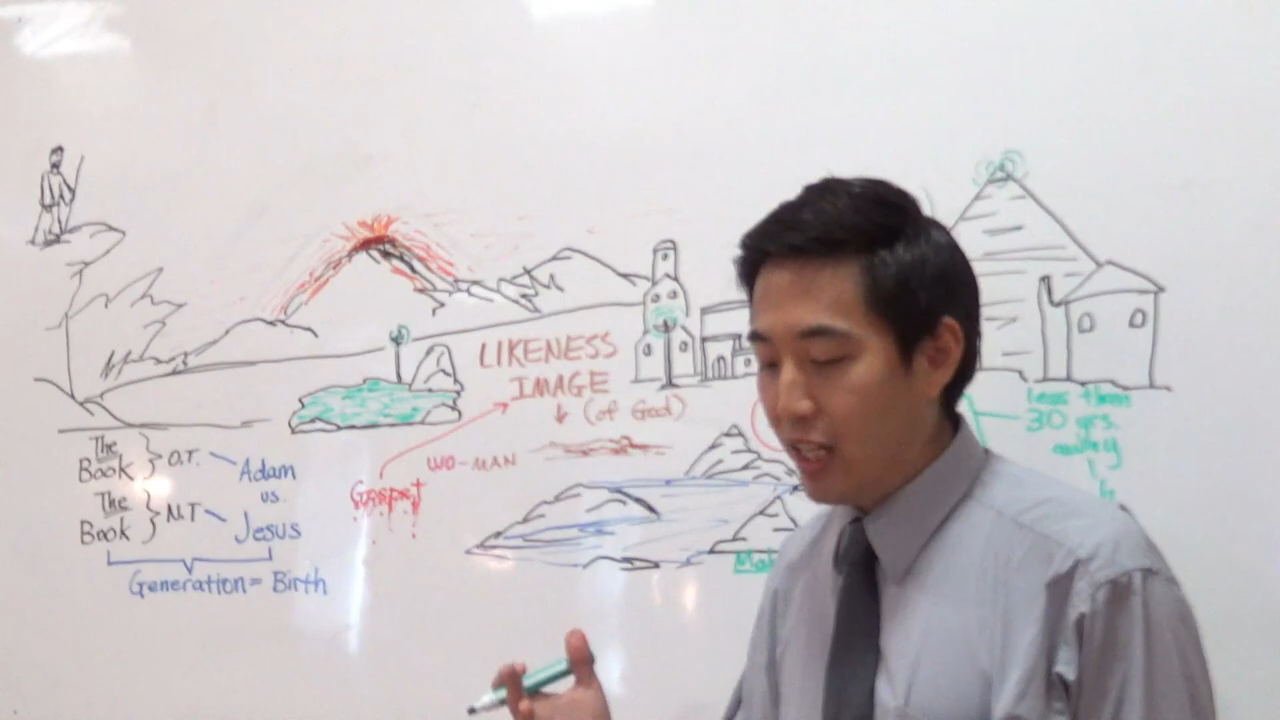 The
Book
O.T.
Adam
vs.
The
Book
N.T
Jesus
Generation = Birth
LIKENESS
IMAGE
(of God)
WO-MAN
less than
30 yrs.